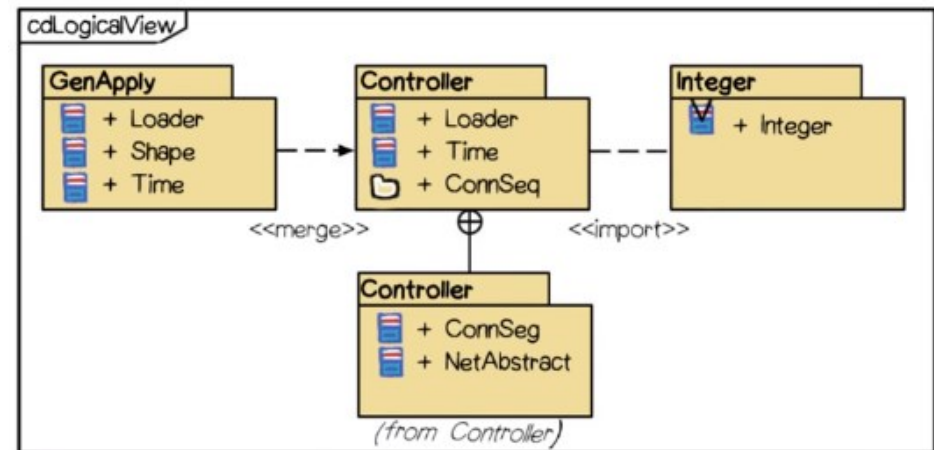 cdLogicalView
GenApply
+ Loader
+ Shape
+ Time
Controller
+ Loader
+ Time
+ ConnSeq
Integer
+ Integer
<<merge>>
<<import>>
Controller
+ ConnSeg
+ NetAbstract
(from Controller)